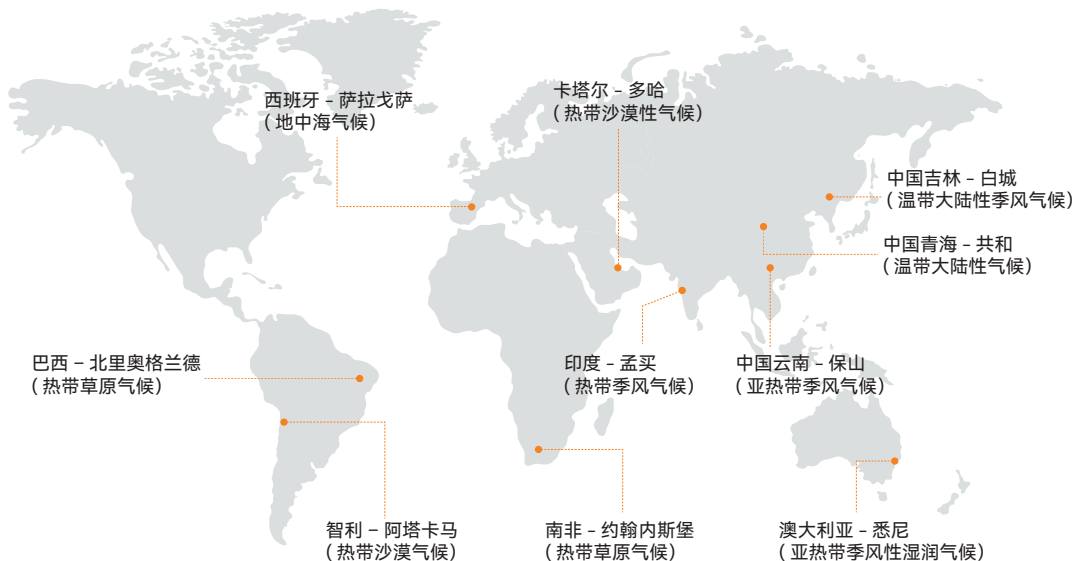 西班牙 – 萨拉戈萨
( 地中海气候 )
卡塔尔 – 多哈
( 热带沙漠性气候 )
中国吉林 – 白城
( 温带大陆性季风气候 )
中国青海 – 共和
( 温带大陆性气候 )
巴西 – 北里奥格兰德
( 热带草原气候 )
印度 – 孟买
( 热带季风气候 )
中国云南 – 保山
( 亚热带季风气候 )
智利 – 阿塔卡马
( 热带沙漠气候 )
南非 – 约翰内斯堡
( 热带草原气候 )
澳大利亚 – 悉尼
( 亚热带季风性湿润气候 )